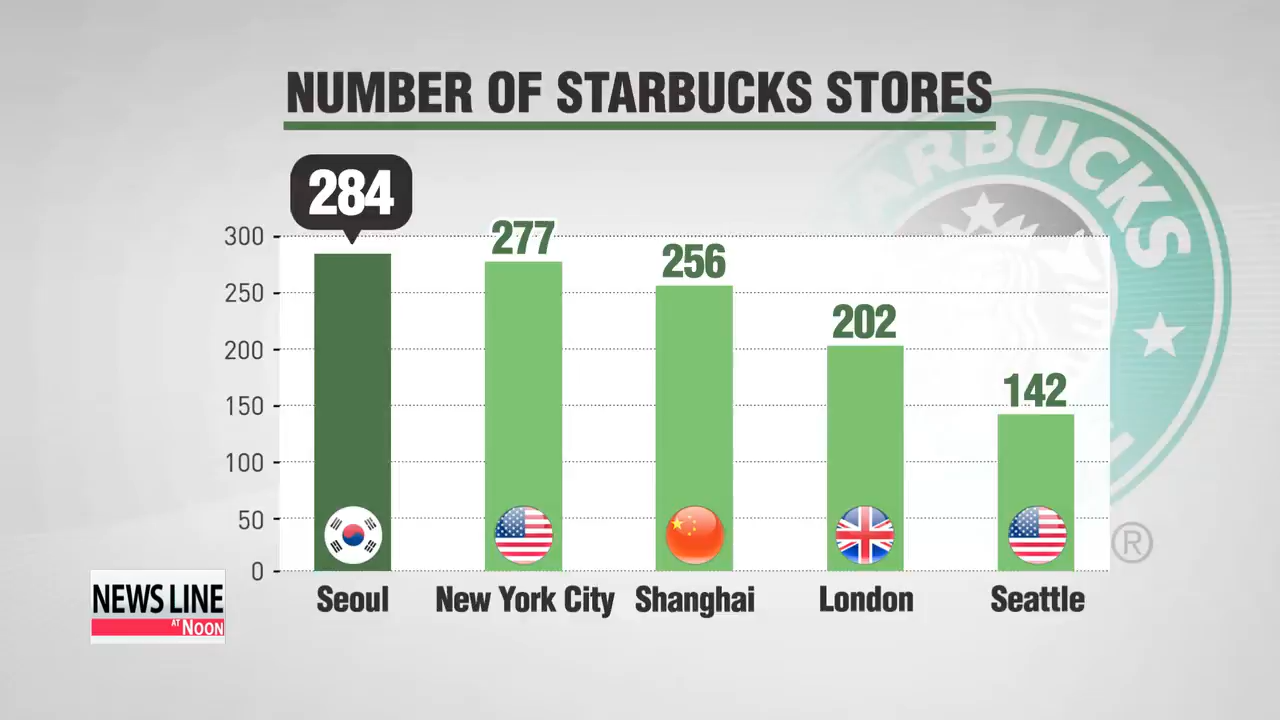 NUMBER OF STARBUCKS STORES
ARBUCKS
284
277
256
202
142
300
250
200
150
100
50
0
®
Seoul
New York City
Shanghai
London
Seattle
NEWS LINE
AT NOON